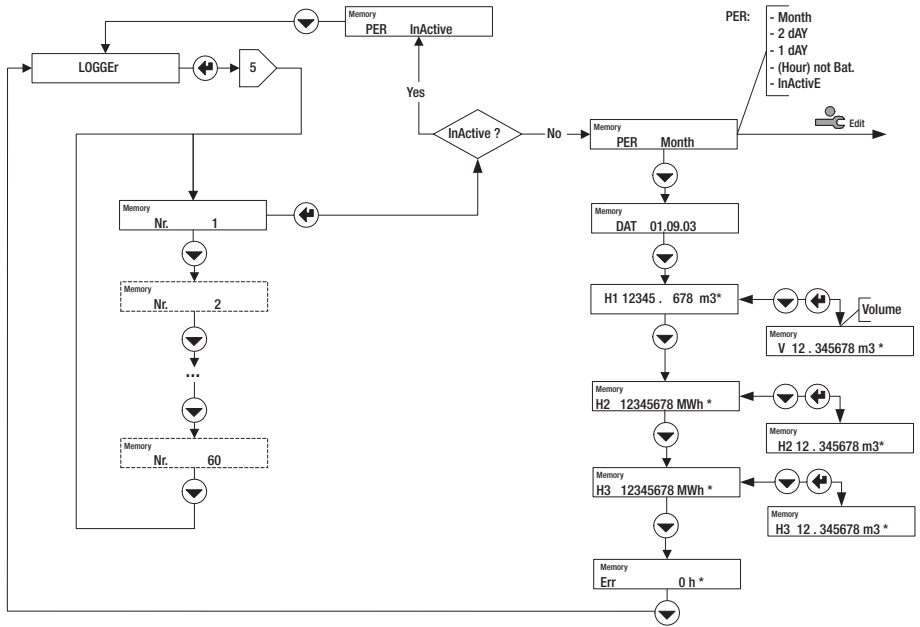 Memory
PER InActive
LOGGEr
5
Yes
InActive ?
No
Memory
PER Month
PER:
- Month
- 2 dAY
- 1 dAY
- (Hour) not Bat.
- InActivE
Edit
Memory
Nr. 1
Memory
Nr. 2
...
Memory
Nr. 60
Memory
DAT 01.09.03
H1 12345 . 678 m3*
Volume
Memory
V 12 . 345678 m3 *
Memory
H2 12345678 MWh *
Memory
H2 12 . 345678 m3*
Memory
H3 12345678 MWh *
Memory
H3 12 . 345678 m3 *
Memory
Err 0 h *